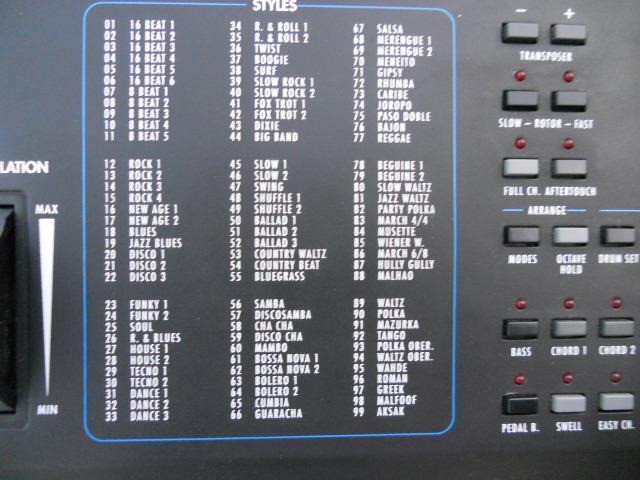 STYLES
01 16 BEAT 1
02 16 BEAT 2
03 16 BEAT 3
04 16 BEAT 4
05 16 BEAT 5
06 16 BEAT 6
07 8 BEAT 1
08 8 BEAT 2
09 8 BEAT 3
10 8 BEAT 4
11 8 BEAT 5
12 ROCK 1
13 ROCK 2
14 ROCK 3
15 ROCK 4
16 NEW AGE 1
17 NEW AGE 2
18 BLUES
19 JAZZ BLUES
20 DISCO 1
21 DISCO 2
22 DISCO 3
23 FUNKY 1
24 FUNKY 2
25 SOUL
26 R. & BLUES
27 HOUSE 1
28 HOUSE 2
29 TECNO 1
30 TECNO 2
31 DANCE 1
32 DANCE 2
33 DANCE 3
34 R. & ROLL 1
35 R. & ROLL 2
36 TWIST
37 BOOGIE
38 SURF
39 SLOW ROCK 1
40 SLOW ROCK 2
41 FOX TROT 1
42 FOX TROT 2
43 DIXIE
44 BIG BAND
45 SLOW 1
46 SLOW 2
47 SWING
48 SHUFFLE 1
49 SHUFFLE 2
50 BALLAD 1
51 BALLAD 2
52 BALLAD 3
53 COUNTRY WALTZ
54 COUNTRY BEAT
55 BLUEGRASS
56 SAMBA
57 DISCOSAMBA
58 CHA CHA
59 DISCO CHA
60 MAMBO
61 BOSSA NOVA 1
62 BOSSA NOVA 2
63 BOLERO 1
64 BOLERO 2
65 CUMBIA
66 GUARACHA
67 SALSA
68 MERENGUE 1
69 MERENGUE 2
70 MENEITO
71 GIPSY
72 RHUMBA
73 CARIBE
74 JOROPO
75 PASO DOBLE
76 BAJON
77 REGGAE
78 BEGUINE 1
79 BEGUINE 2
80 SLOW WALTZ
81 JAZZ WALTZ
82 PARTY POLKA
83 MARCH 4/4
84 MUSETTE
85 WIENER W.
86 MARCH 6/8
87 HULLY GULLY
88 MALHAO
89 WALTZ
90 POLKA
91 MAZURKA
92 TANGO
93 POLKA OBER.
94 WALTZ OBER.
95 WAHDE
96 ROMAN
97 GREEK
98 MALFOOF
99 AKSAK
LATION
MAX
MIN
− +
TRANSPOSER
SLOW – ROTOR – FAST
FULL CH. AFTERTOUCH
ARRANGE
MODES OCTAVE HOLD DRUM SET
BASS CHORD 1 CHORD 2
PEDAL B. SWELL EASY CH.